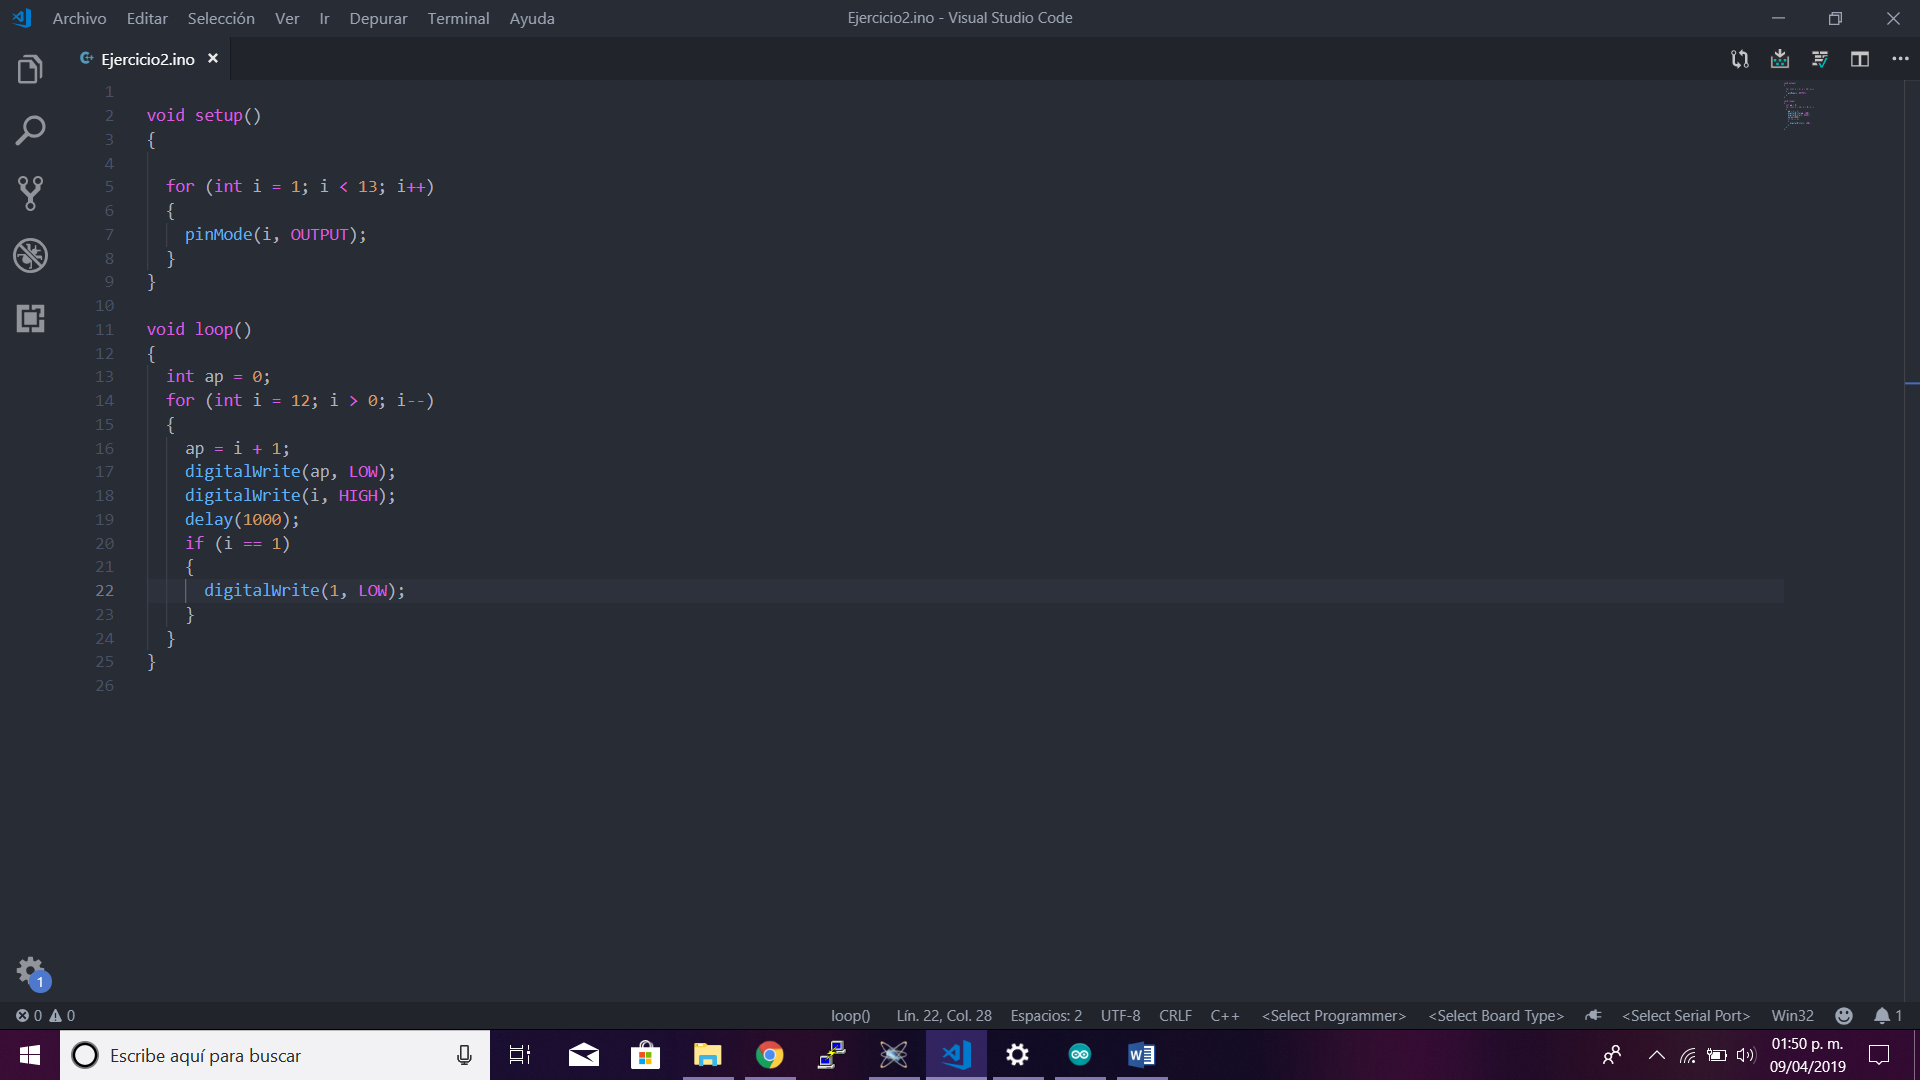 Archivo Editar Selección Ver Ir Depurar Terminal Ayuda
Ejercicio2.ino - Visual Studio Code
Ejercicio2.ino
1
2 void setup()
3 {
4
5 for (int i = 1; i < 13; i++)
6 {
7 pinMode(i, OUTPUT);
8 }
9 }
10
11 void loop()
12 {
13 int ap = 0;
14 for (int i = 12; i > 0; i--)
15 {
16 ap = i + 1;
17 digitalWrite(ap, LOW);
18 digitalWrite(i, HIGH);
19 delay(1000);
20 if (i == 1)
21 {
22 digitalWrite(1, LOW);
23 }
24 }
25 }
26
1
0 0 loop() Lín. 22, Col. 28 Espacios: 2 UTF-8 CRLF C++ <Select Programmer> <Select Board Type> <Select Serial Port> Win32 1
Escribe aquí para buscar
01:50 p. m.
09/04/2019